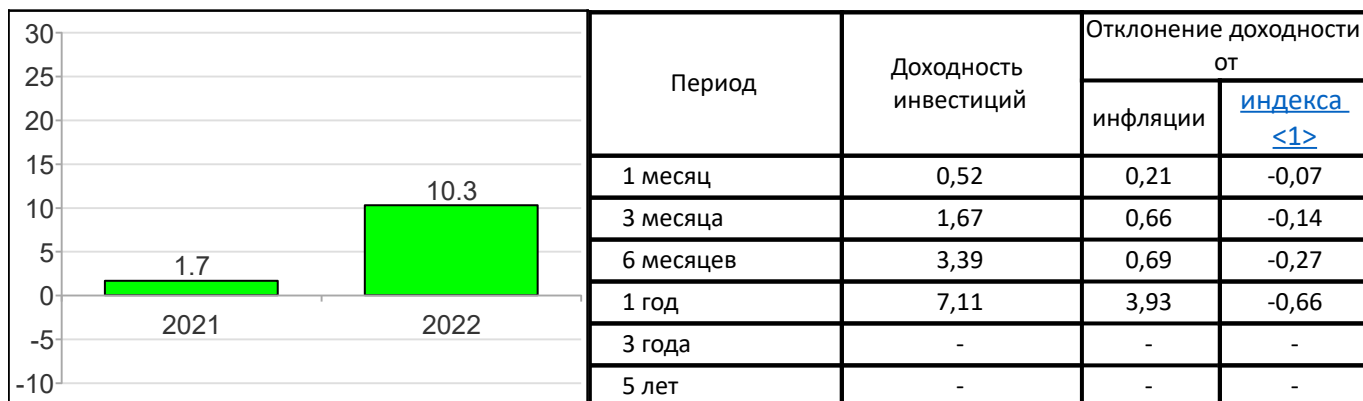 30
25
20
15
10
5
0
-5
-10
1.7
10.3
2021
2022
Период
Доходность
инвестиций
Отклонение доходности
от
инфляции
индекса
<1>
1 месяц 0,52 0,21 -0,07
3 месяца 1,67 0,66 -0,14
6 месяцев 3,39 0,69 -0,27
1 год 7,11 3,93 -0,66
3 года - - -
5 лет - - -